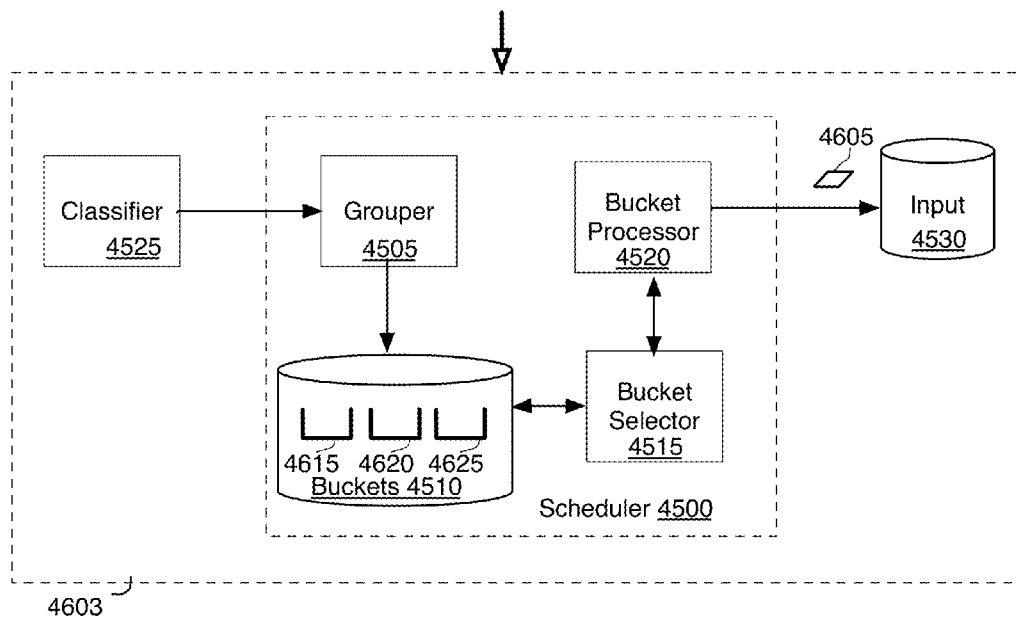 4605
Classifier
4525
Grouper
4505
Bucket
Processor
4520
Input
4530
Bucket
Selector
4515
4615 4620 4625
Buckets 4510
Scheduler 4500
4603